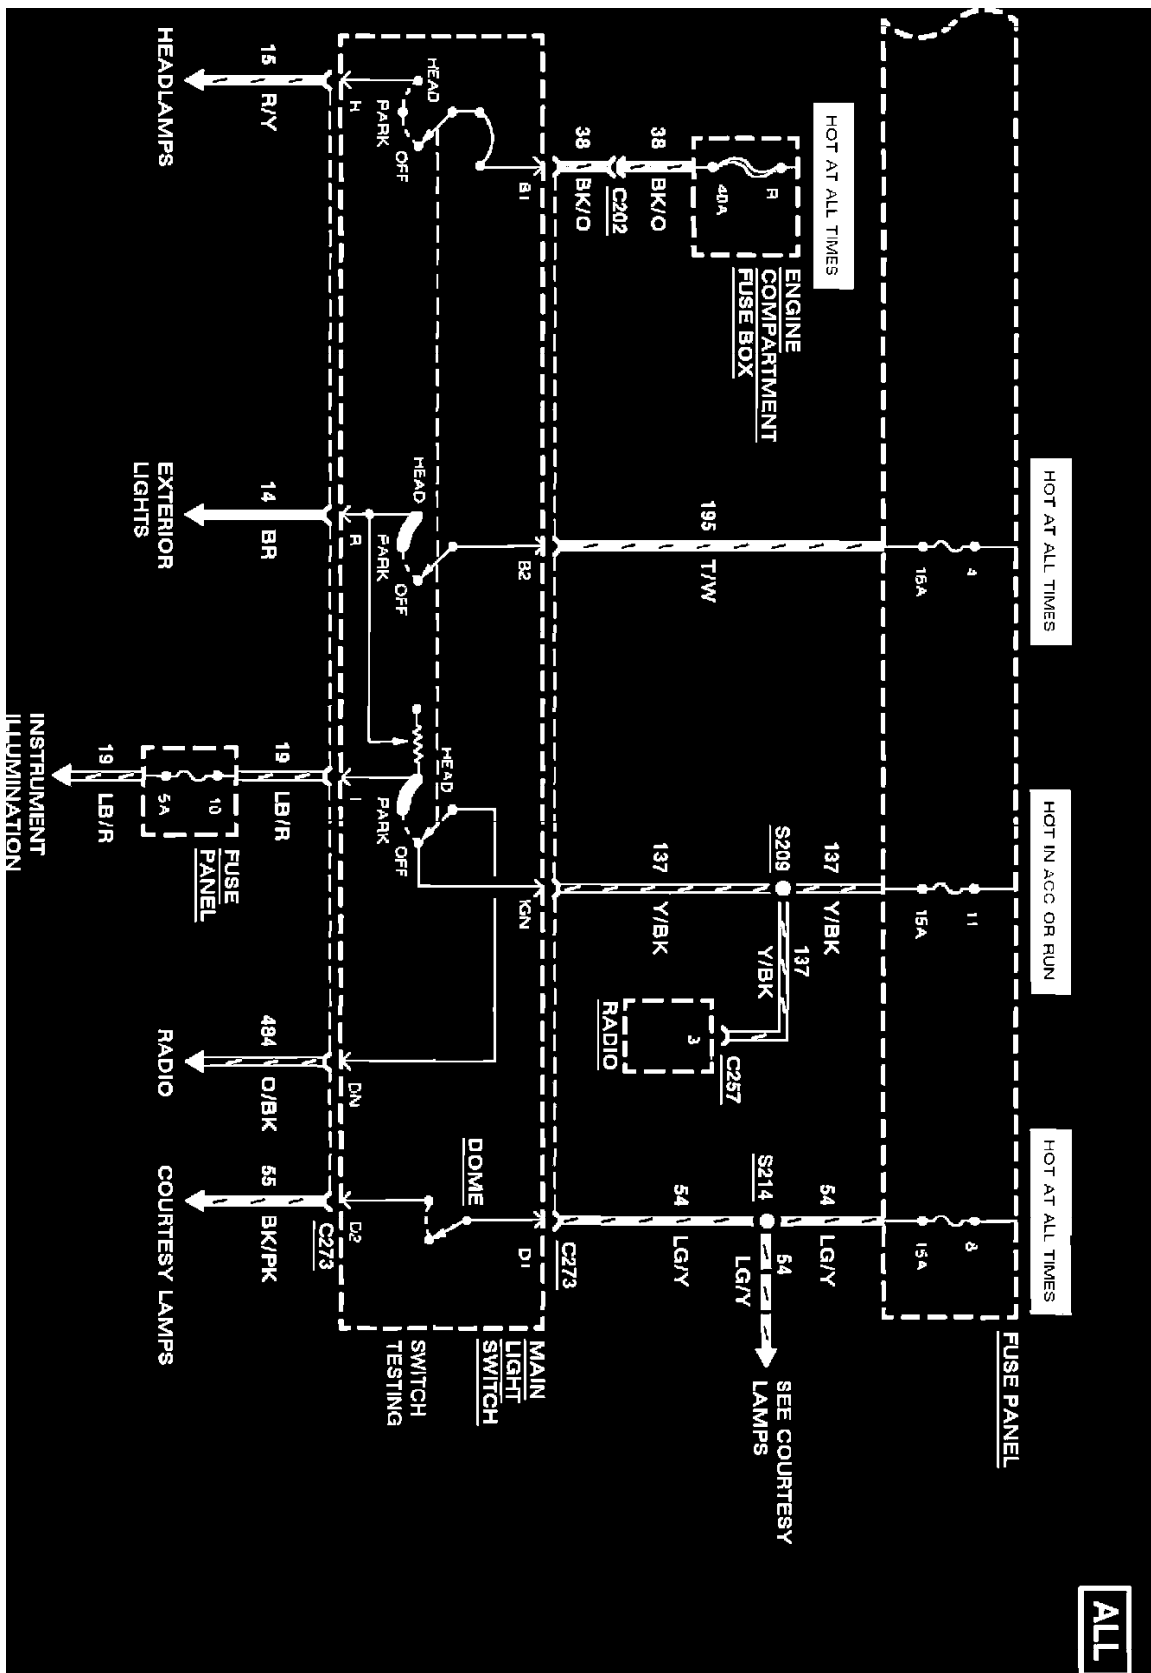 ALL
HOT AT ALL TIMES
HOT AT ALL TIMES
HOT IN ACC OR RUN
HOT AT ALL TIMES
FUSE PANEL
4
15A
11
15A
8
15A
R
40A
ENGINE
COMPARTMENT
FUSE BOX
38
BK/O
C202
38
BK/O
195
T/W
137
Y/BK
S209
137
Y/BK
137
Y/BK
3
C257
RADIO
54
LG/Y
S214
54
LG/Y
54
LG/Y
SEE COURTESY
LAMPS
C273
B1
B2
IGN
D1
MAIN
LIGHT
SWITCH
SWITCH
TESTING
HEAD
PARK
OFF
HEAD
PARK
OFF
HEAD
PARK
OFF
DOME
H
R
I
DN
D2
C273
15
R/Y
HEADLAMPS
14
BR
EXTERIOR
LIGHTS
19
LB/R
10
5A
FUSE
PANEL
19
LB/R
INSTRUMENT
ILLUMINATION
484
O/BK
RADIO
55
BK/PK
COURTESY LAMPS